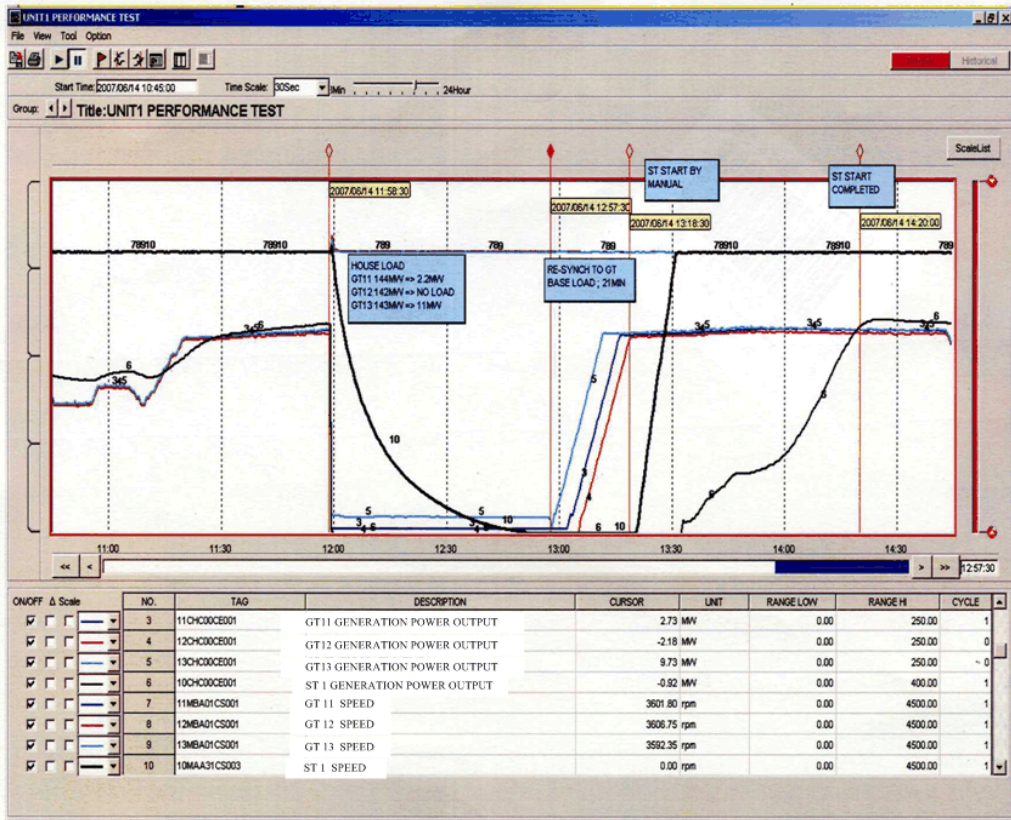 UNIT1 PERFORMANCE TEST
File View Tool Option
Historical
Start Time: 2007/06/14 10:45:00 Time Scale: 30Sec 1Min 24Hour
Group: Title:UNIT1 PERFORMANCE TEST
ScaleList
ST START BY
MANUAL
ST START
COMPLETED
2007/06/14 11:58:30
2007/06/14 12:57:30
2007/06/14 13:18:30
2007/06/14 14:20:00
78910 78910 789 789 789 78910 78910 789
HOUSE LOAD
GT11 144MW => 2.2MW
GT12 142MW => NO LOAD
GT13 143MW => 11MW
RE-SYNCH TO GT
BASE LOAD ; 21MIN
6 345 345 6 345 345 345 6
5
10
3
4
6
5 5
3 4 5 3 4 5 10 6 10
11:00 11:30 12:00 12:30 13:00 13:30 14:00 14:30
<< < > >> 12:57:30
ON/OFF Δ Scale NO. TAG DESCRIPTION CURSOR UNIT RANGE LOW RANGE HI CYCLE
3 11CHC00CE001 GT11 GENERATION POWER OUTPUT 2.73 MW 0.00 250.00 1
4 12CHC00CE001 GT12 GENERATION POWER OUTPUT -2.18 MW 0.00 250.00 0
5 13CHC00CE001 GT13 GENERATION POWER OUTPUT 9.73 MW 0.00 250.00 0
6 10CHC00CE001 ST 1 GENERATION POWER OUTPUT -0.92 MW 0.00 400.00 1
7 11MBA01CS001 GT 11 SPEED 3601.80 rpm 0.00 4500.00 1
8 12MBA01CS001 GT 12 SPEED 3606.75 rpm 0.00 4500.00 1
9 13MBA01CS001 GT 13 SPEED 3592.35 rpm 0.00 4500.00 1
10 10MAA31CS003 ST 1 SPEED 0.00 rpm 0.00 4500.00 1